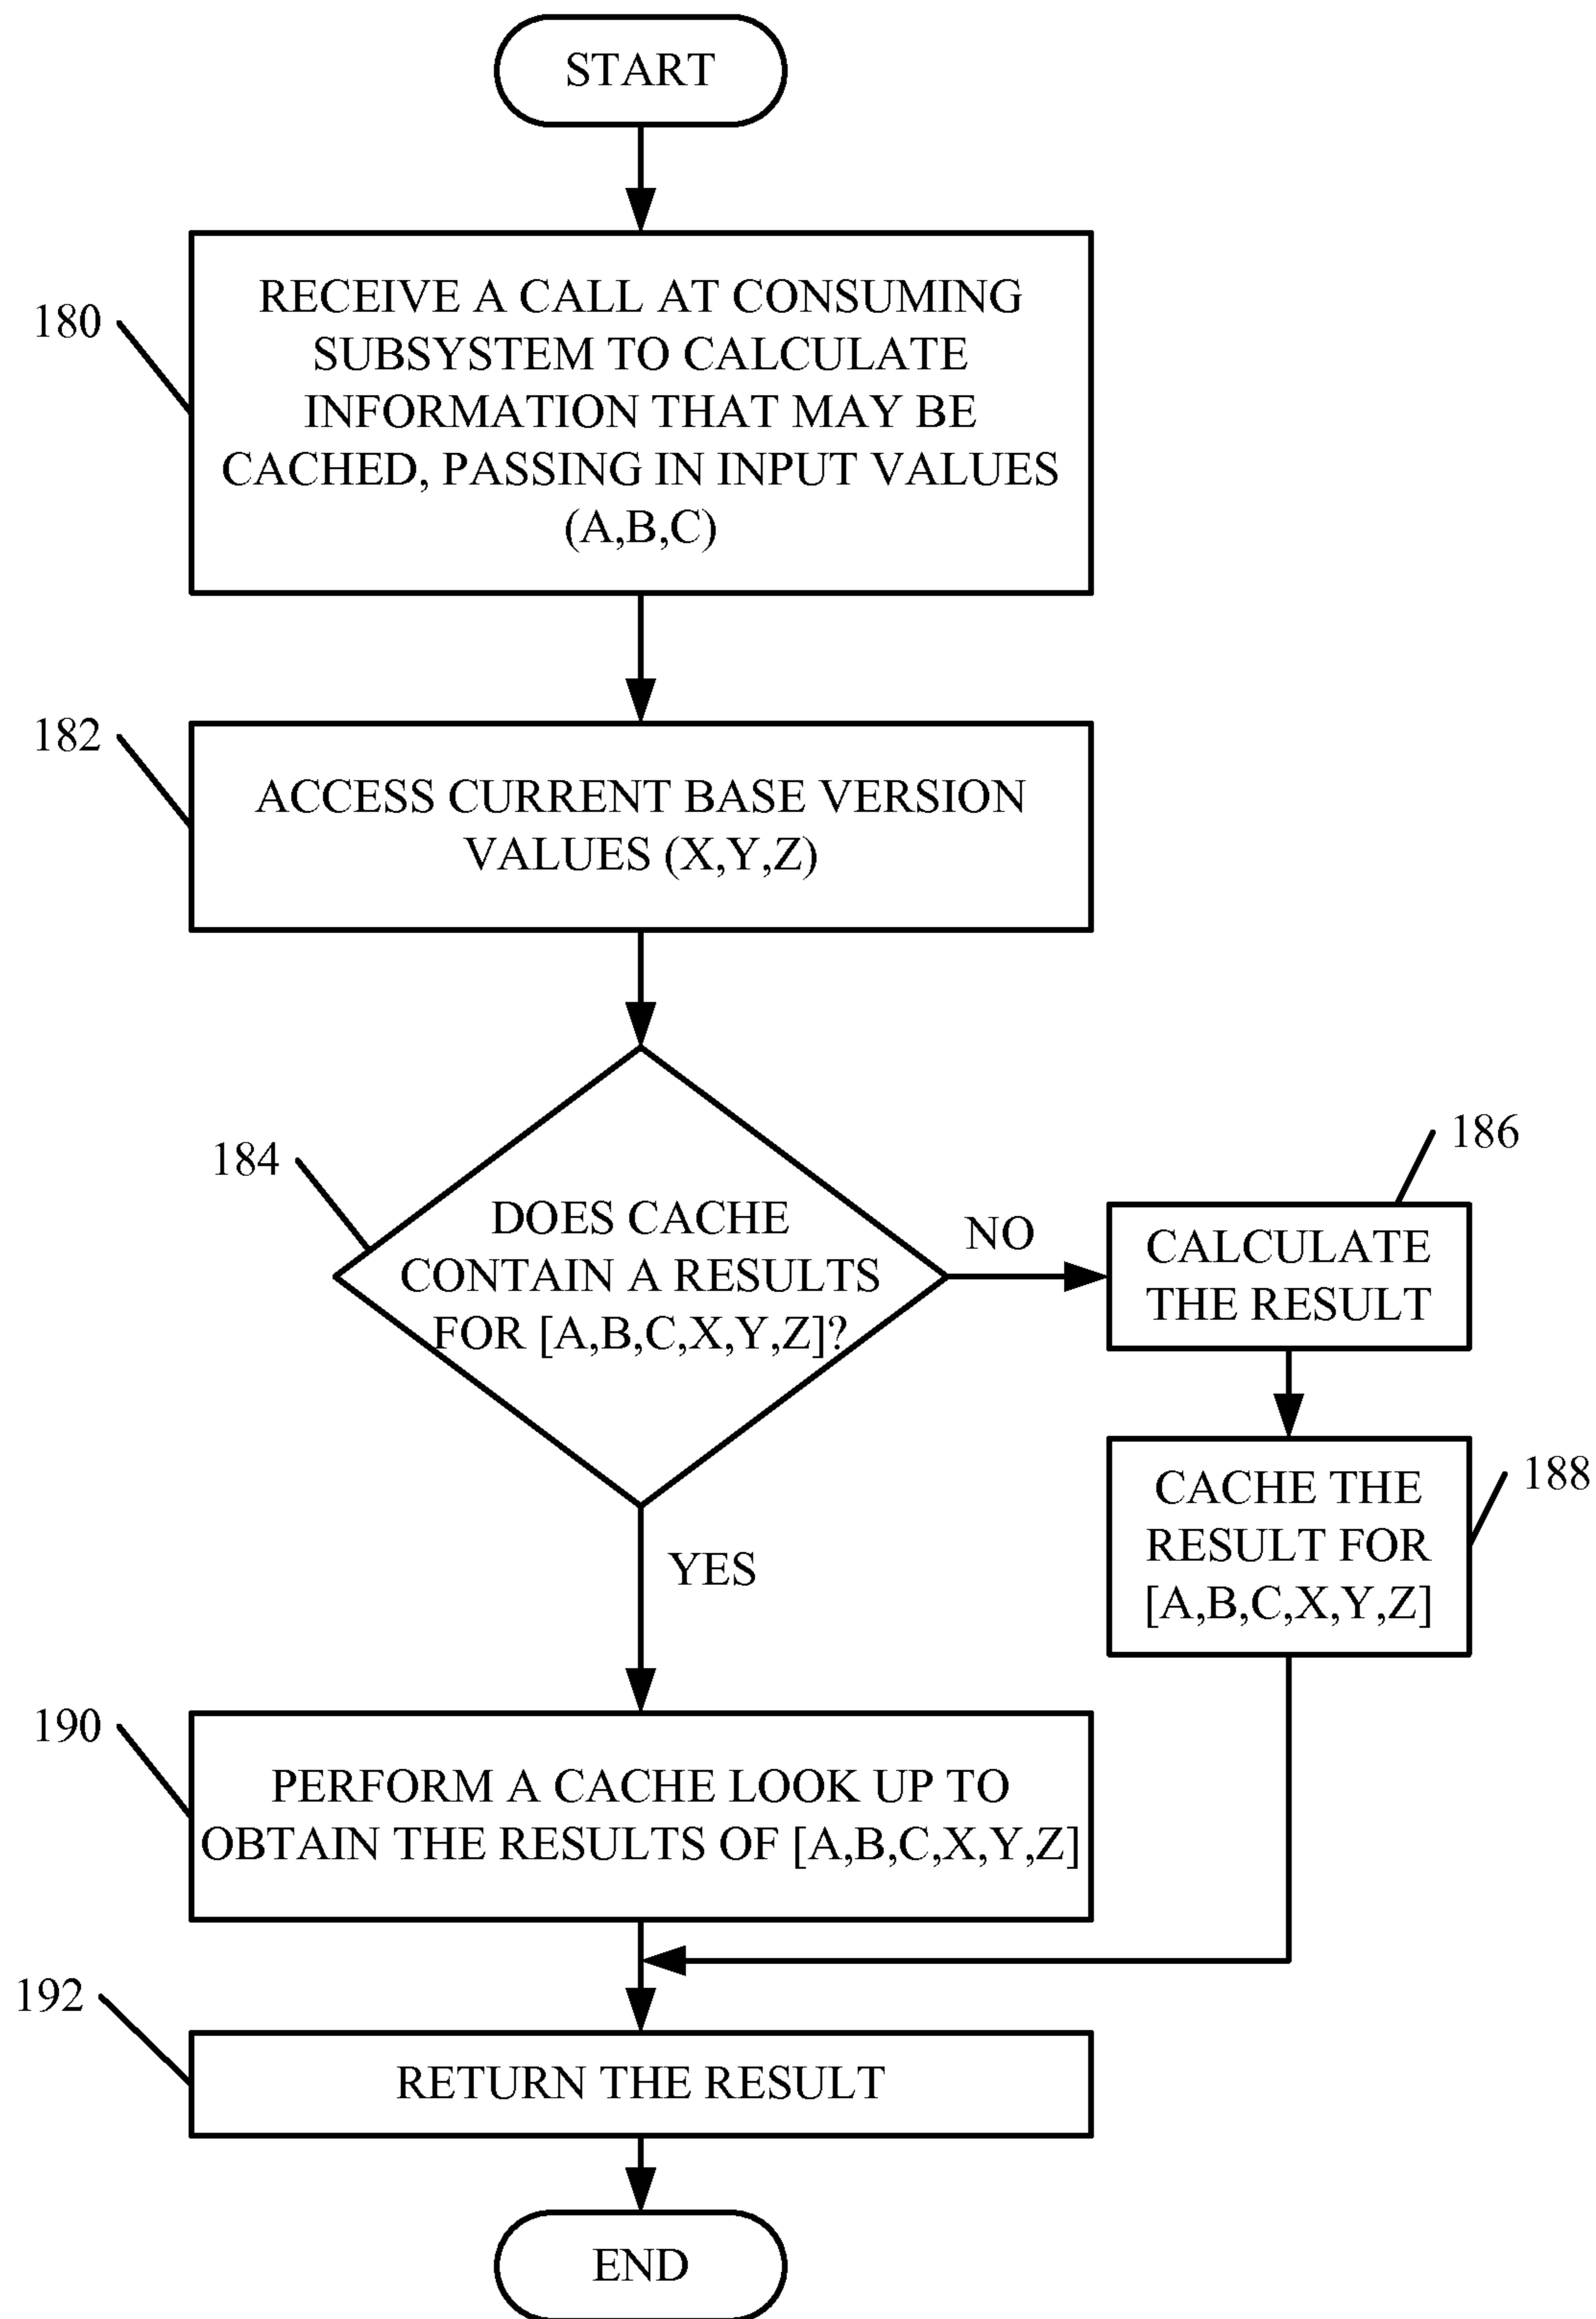 START
180
RECEIVE A CALL AT CONSUMING
SUBSYSTEM TO CALCULATE
INFORMATION THAT MAY BE
CACHED, PASSING IN INPUT VALUES
(A,B,C)
182
ACCESS CURRENT BASE VERSION
VALUES (X,Y,Z)
184
DOES CACHE
CONTAIN A RESULTS
FOR [A,B,C,X,Y,Z]?
NO
186
CALCULATE
THE RESULT
188
CACHE THE
RESULT FOR
[A,B,C,X,Y,Z]
YES
190
PERFORM A CACHE LOOK UP TO
OBTAIN THE RESULTS OF [A,B,C,X,Y,Z]
192
RETURN THE RESULT
END